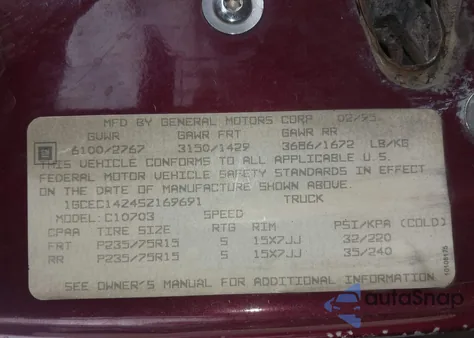 MFD BY GENERAL MOTORS CORP 02/95
GVWR GAWR FRT GAWR RR
GM 6100/2767 3150/1429 3686/1672 LB/KG
THIS VEHICLE CONFORMS TO ALL APPLICABLE U.S.
FEDERAL MOTOR VEHICLE SAFETY STANDARDS IN EFFECT
ON THE DATE OF MANUFACTURE SHOWN ABOVE.
1GCEC14Z4SZ169691 TRUCK
MODEL: C10703 SPEED
CPAA TIRE SIZE RTG RIM PSI/KPA (COLD)
FRT P235/75R15 S 15X7JJ 32/220
RR P235/75R15 S 15X7JJ 35/240
SEE OWNER'S MANUAL FOR ADDITIONAL INFORMATION
autoSnap